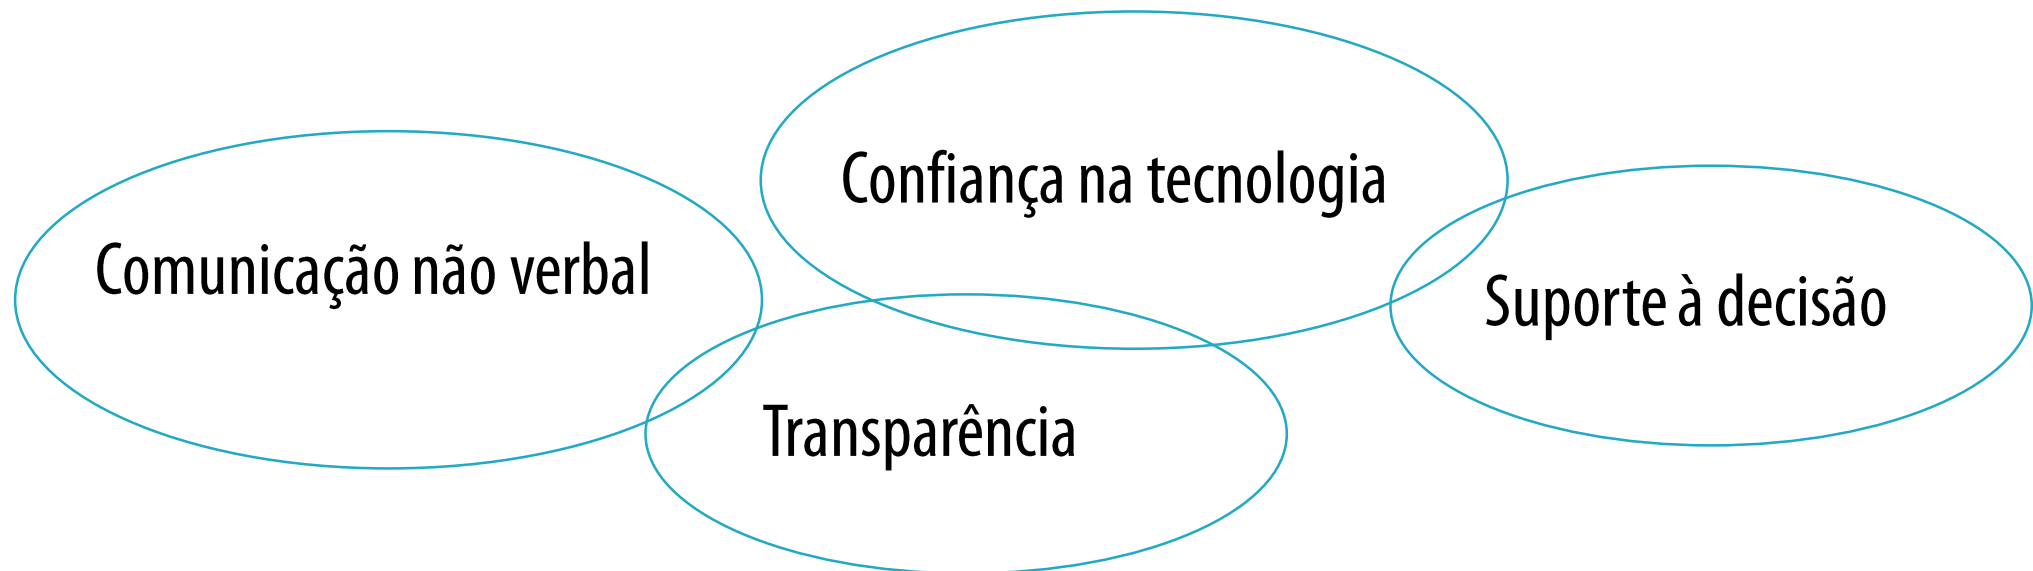 Confiança na tecnologia
Comunicação não verbal
Suporte à decisão
Transparência